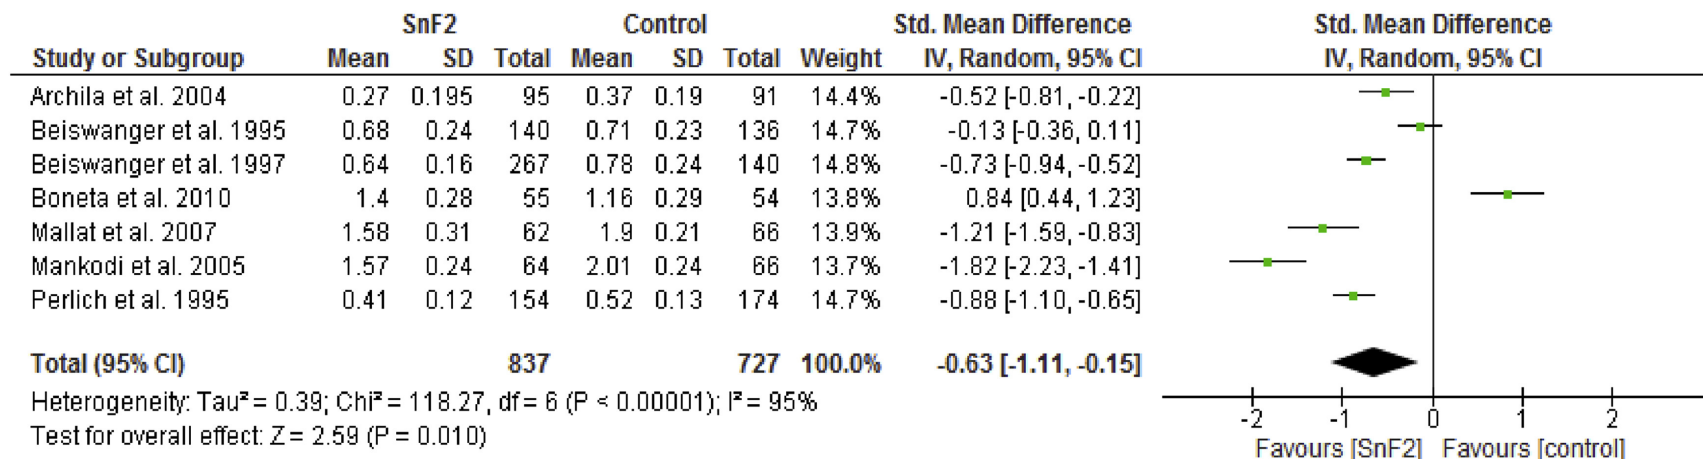 SnF2 Control Std. Mean Difference Std. Mean Difference
Study or Subgroup Mean SD Total Mean SD Total Weight IV, Random, 95% CI IV, Random, 95% CI
Archila et al. 2004 0.27 0.195 95 0.37 0.19 91 14.4% -0.52 [-0.81, -0.22]
Beiswanger et al. 1995 0.68 0.24 140 0.71 0.23 136 14.7% -0.13 [-0.36, 0.11]
Beiswanger et al. 1997 0.64 0.16 267 0.78 0.24 140 14.8% -0.73 [-0.94, -0.52]
Boneta et al. 2010 1.4 0.28 55 1.16 0.29 54 13.8% 0.84 [0.44, 1.23]
Mallat et al. 2007 1.58 0.31 62 1.9 0.21 66 13.9% -1.21 [-1.59, -0.83]
Mankodi et al. 2005 1.57 0.24 64 2.01 0.24 66 13.7% -1.82 [-2.23, -1.41]
Perlich et al. 1995 0.41 0.12 154 0.52 0.13 174 14.7% -0.88 [-1.10, -0.65]
Total (95% CI) 837 727 100.0% -0.63 [-1.11, -0.15]
Heterogeneity: Tau² = 0.39; Chi² = 118.27, df = 6 (P < 0.00001); I² = 95%
Test for overall effect: Z = 2.59 (P = 0.010)
-2 -1 0 1 2
Favours [SnF2] Favours [control]